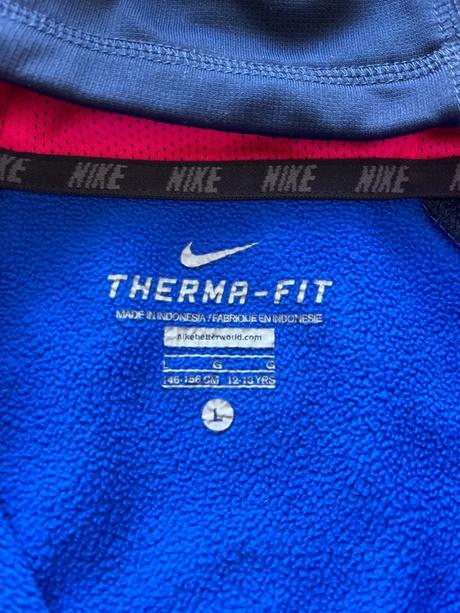 NIKE NIKE NIKE NIKE NIKE
THERMA-FIT
MADE IN INDONESIA / FABRIQUE EN INDONESIE
nikebetterworld.com
L G G
146-156 CM 12-13 YRS
L